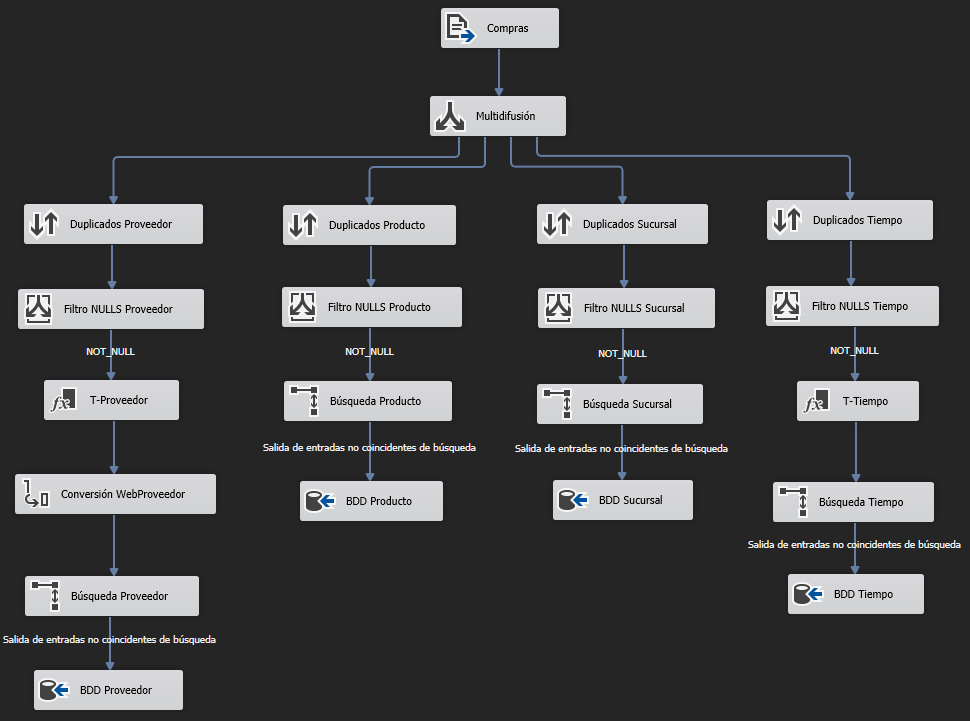 Compras
Multidifusión
Duplicados Proveedor
Duplicados Producto
Duplicados Sucursal
Duplicados Tiempo
Filtro NULLS Proveedor
Filtro NULLS Producto
Filtro NULLS Sucursal
Filtro NULLS Tiempo
NOT_NULL
NOT_NULL
NOT_NULL
NOT_NULL
T-Proveedor
Búsqueda Producto
Búsqueda Sucursal
T-Tiempo
Salida de entradas no coincidentes de búsqueda
Salida de entradas no coincidentes de búsqueda
Conversión WebProveedor
BDD Producto
BDD Sucursal
Búsqueda Tiempo
Salida de entradas no coincidentes de búsqueda
Búsqueda Proveedor
BDD Tiempo
Salida de entradas no coincidentes de búsqueda
BDD Proveedor